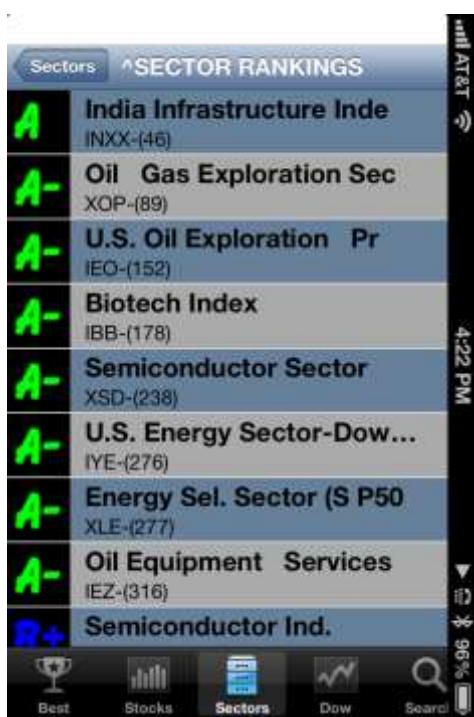 Sectors
^SECTOR RANKINGS
A
India Infrastructure Inde
INXX-(46)
A-
Oil Gas Exploration Sec
XOP-(89)
A-
U.S. Oil Exploration Pr
IEO-(152)
A-
Biotech Index
IBB-(178)
A-
Semiconductor Sector
XSD-(238)
A-
U.S. Energy Sector-Dow...
IYE-(276)
A-
Energy Sel. Sector (S P50
XLE-(277)
A-
Oil Equipment Services
IEZ-(316)
Semiconductor Ind.
Best
Stocks
Sectors
Dow
Searc
AT&T
4:22 PM
96%